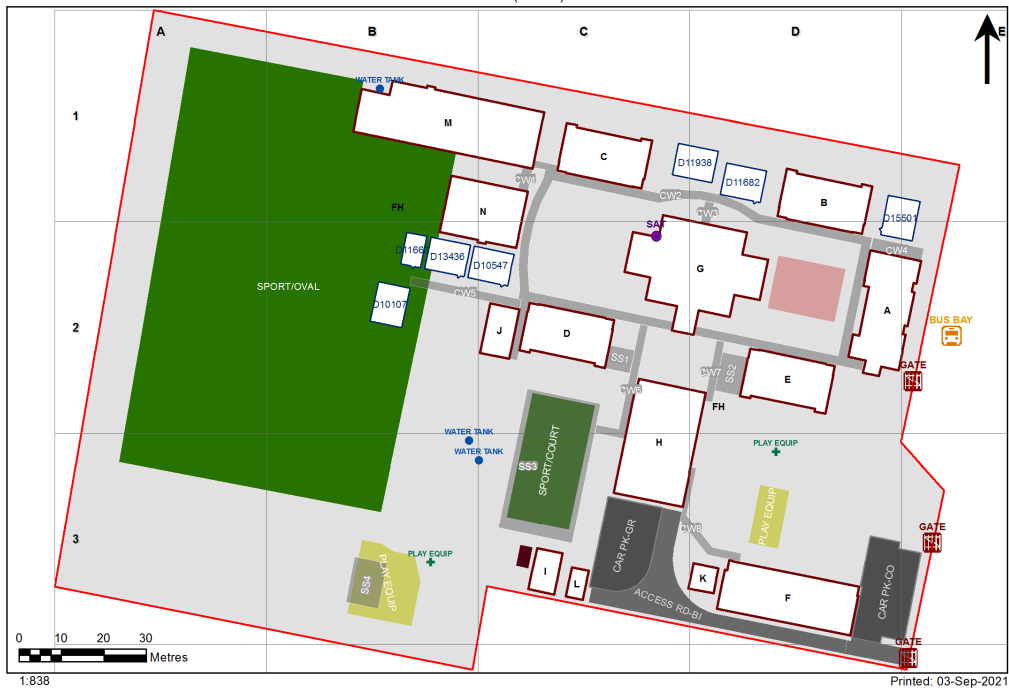 A
B
C
D
E
1
WATER TANK
M
C
D11938
D11682
B
D15501
CW1
CW2
CW3
CW4
FH
N
SAT
G
A
D13436
D10547
SPORT/OVAL
CW5
D10107
2
J
D
SS1
BUS BAY
GATE
CW7
SS2
E
CW6
FH
WATER TANK
WATER TANK
H
PLAY EQUIP
SS3
SPORT/COURT
PLAY EQUIP
3
CAR PK-GR
CW8
GATE
PLAY EQUIP
PLAY EQUIP
SS4
I
L
K
F
CAR PK-CO
ACCESS RD-BI
GATE
0 10 20 30
Metres
1:838
Printed: 03-Sep-2021